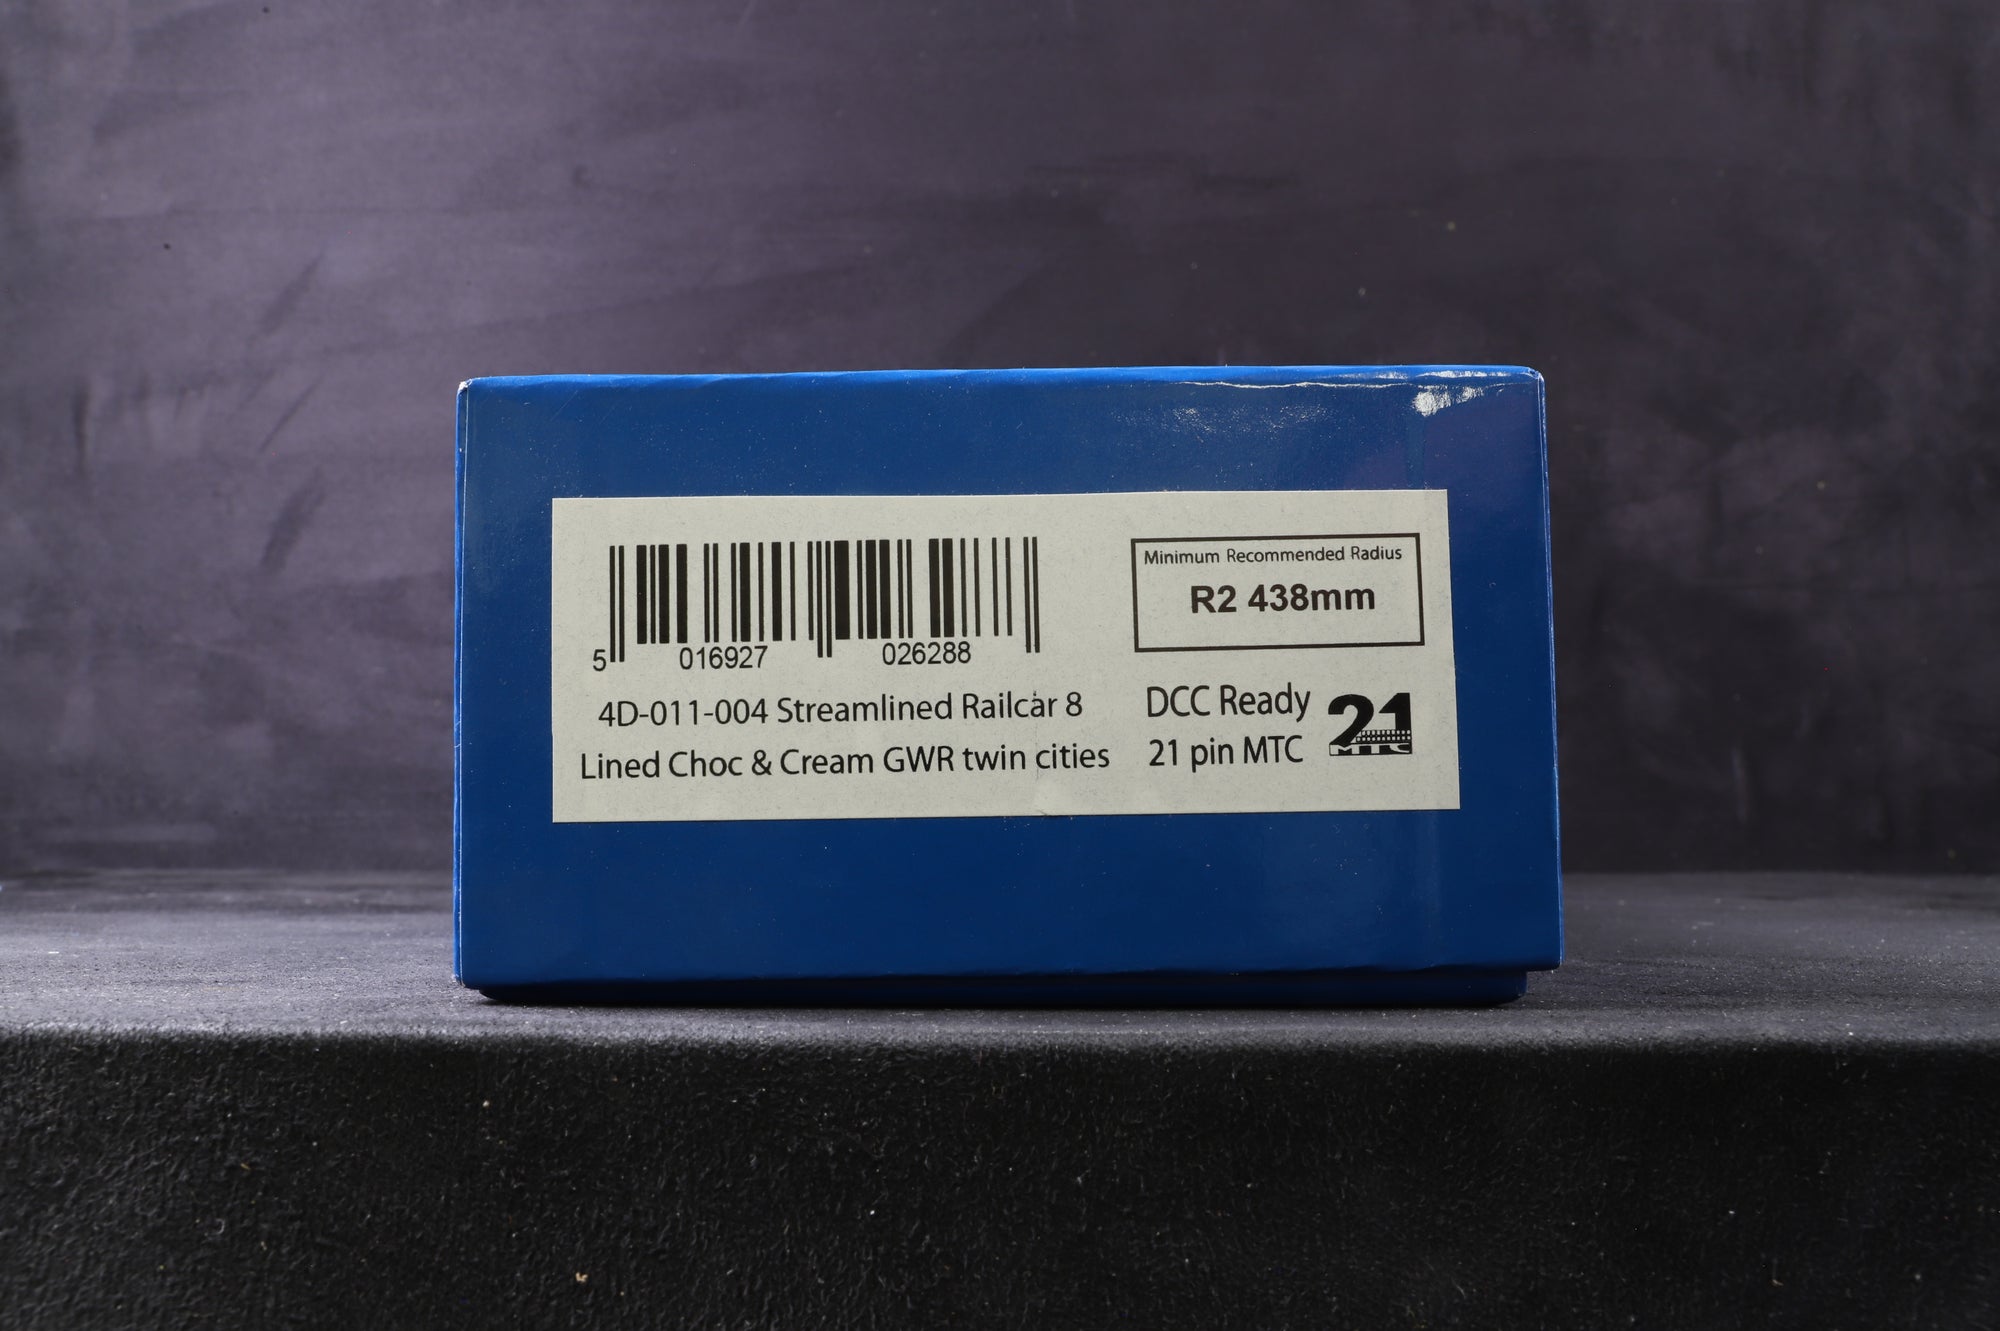 5 016927 026288
4D-011-004 Streamlined Railcar 8
Lined Choc & Cream GWR twin cities
Minimum Recommended Radius
R2 438mm
DCC Ready
21 pin MTC
21
MTC